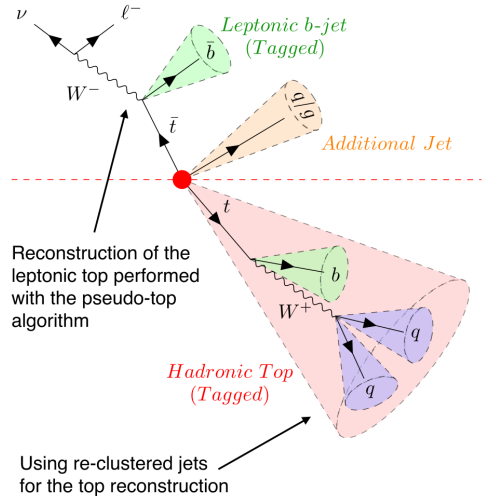 ν
ℓ⁻
Leptonic b-jet
(Tagged)
b̄
W⁻
g/b
t̄
Additional Jet
t
Reconstruction of the
leptonic top performed
with the pseudo-top
algorithm
b
W⁺
q
q
Hadronic Top
(Tagged)
Using re-clustered jets
for the top reconstruction